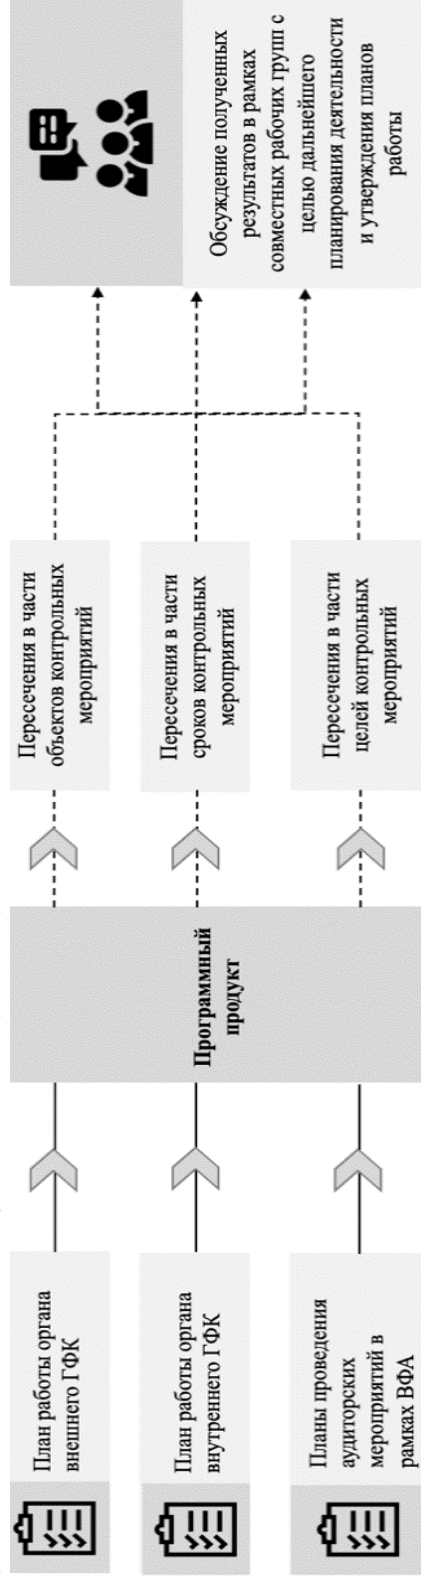 План работы органа
внешнего ГФК
План работы органа
внутреннего ГФК
Планы проведения
аудиторских
мероприятий в
рамках ВФА
Программный
продукт
Пересечения в части
объектов контрольных
мероприятий
Пересечения в части
сроков контрольных
мероприятий
Пересечения в части
целей контрольных
мероприятий
Обсуждение полученных
результатов в рамках
совместных рабочих групп с
целью дальнейшего
планирования деятельности
и утверждения планов
работы